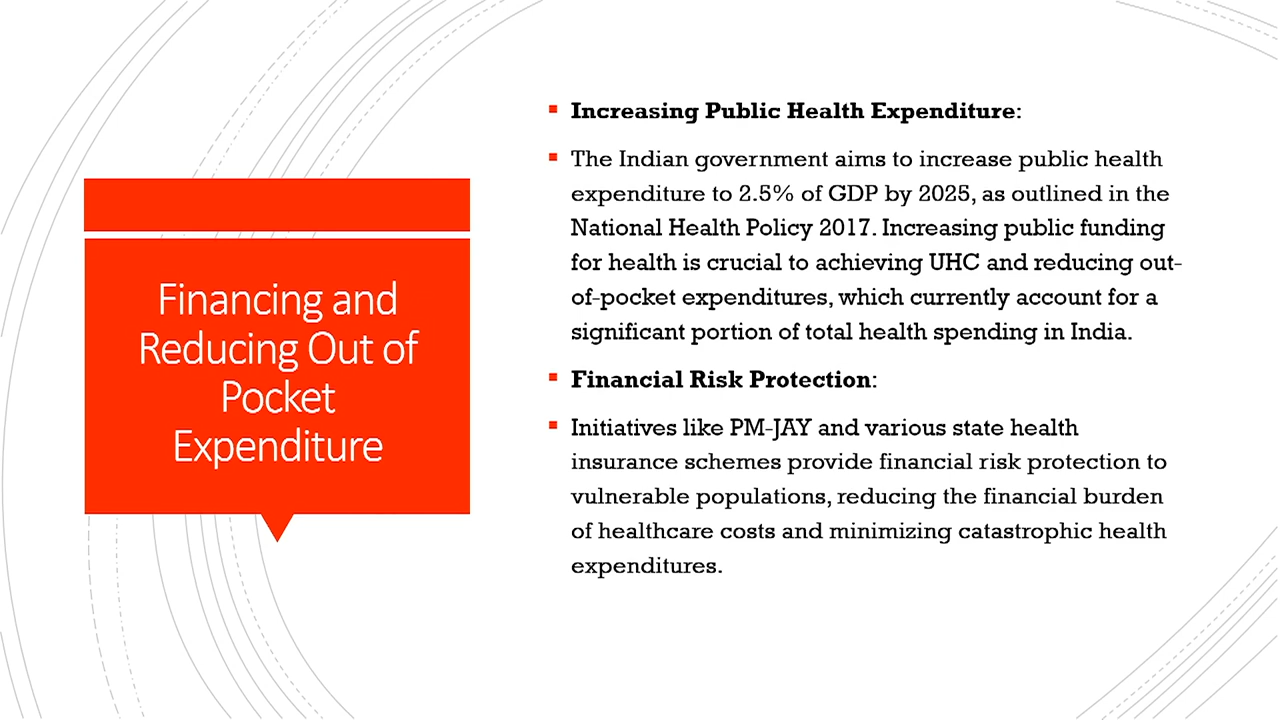 Financing and
Reducing Out of
Pocket
Expenditure
Increasing Public Health Expenditure:
The Indian government aims to increase public health
expenditure to 2.5% of GDP by 2025, as outlined in the
National Health Policy 2017. Increasing public funding
for health is crucial to achieving UHC and reducing out-
of-pocket expenditures, which currently account for a
significant portion of total health spending in India.
Financial Risk Protection:
Initiatives like PM-JAY and various state health
insurance schemes provide financial risk protection to
vulnerable populations, reducing the financial burden
of healthcare costs and minimizing catastrophic health
expenditures.